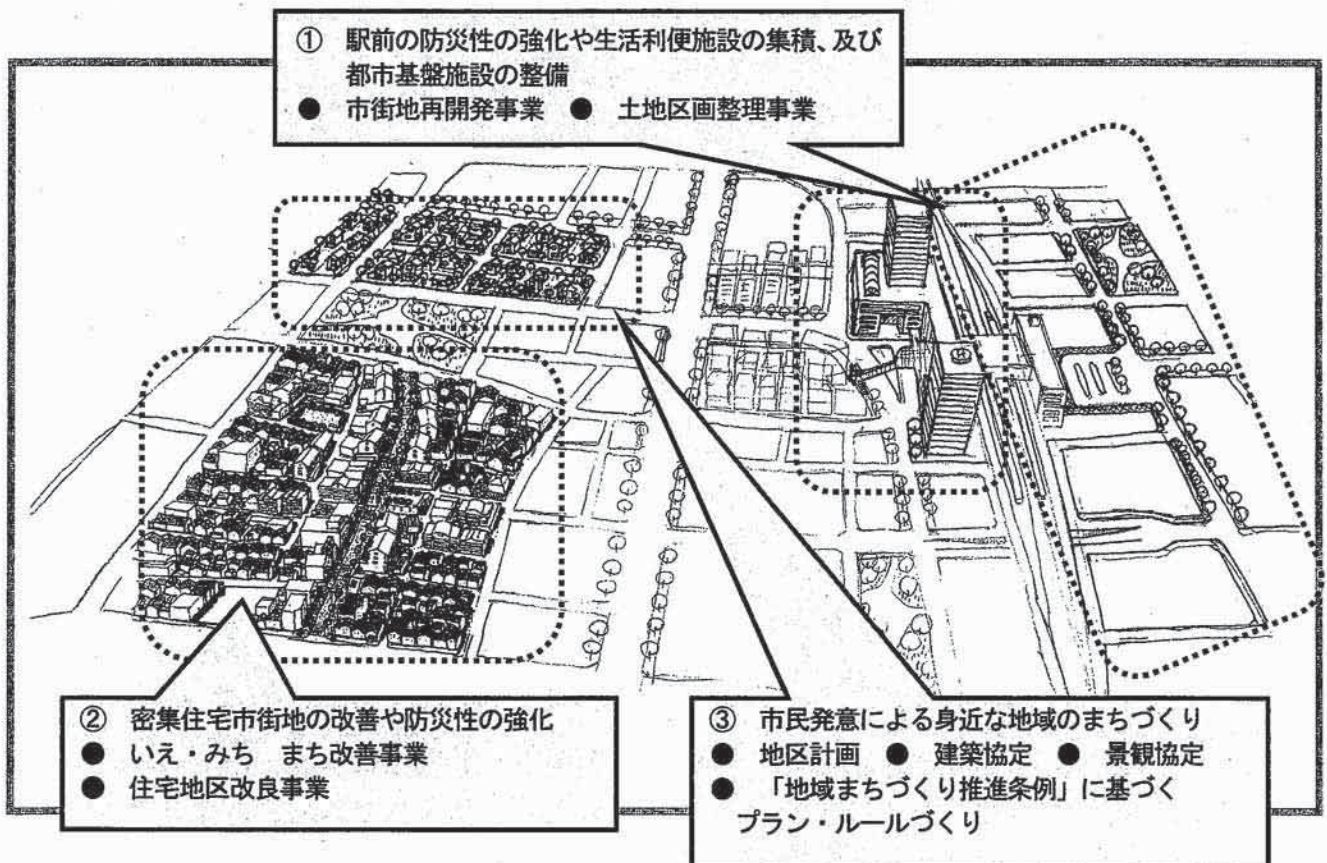 ① 駅前の防災性の強化や生活利便施設の集積、及び
都市基盤施設の整備
● 市街地再開発事業 ● 土地区画整理事業
② 密集住宅市街地の改善や防災性の強化
● いえ・みち まち改善事業
● 住宅地区改良事業
③ 市民発意による身近な地域のまちづくり
● 地区計画 ● 建築協定 ● 景観協定
● 「地域まちづくり推進条例」に基づく
プラン・ルールづくり